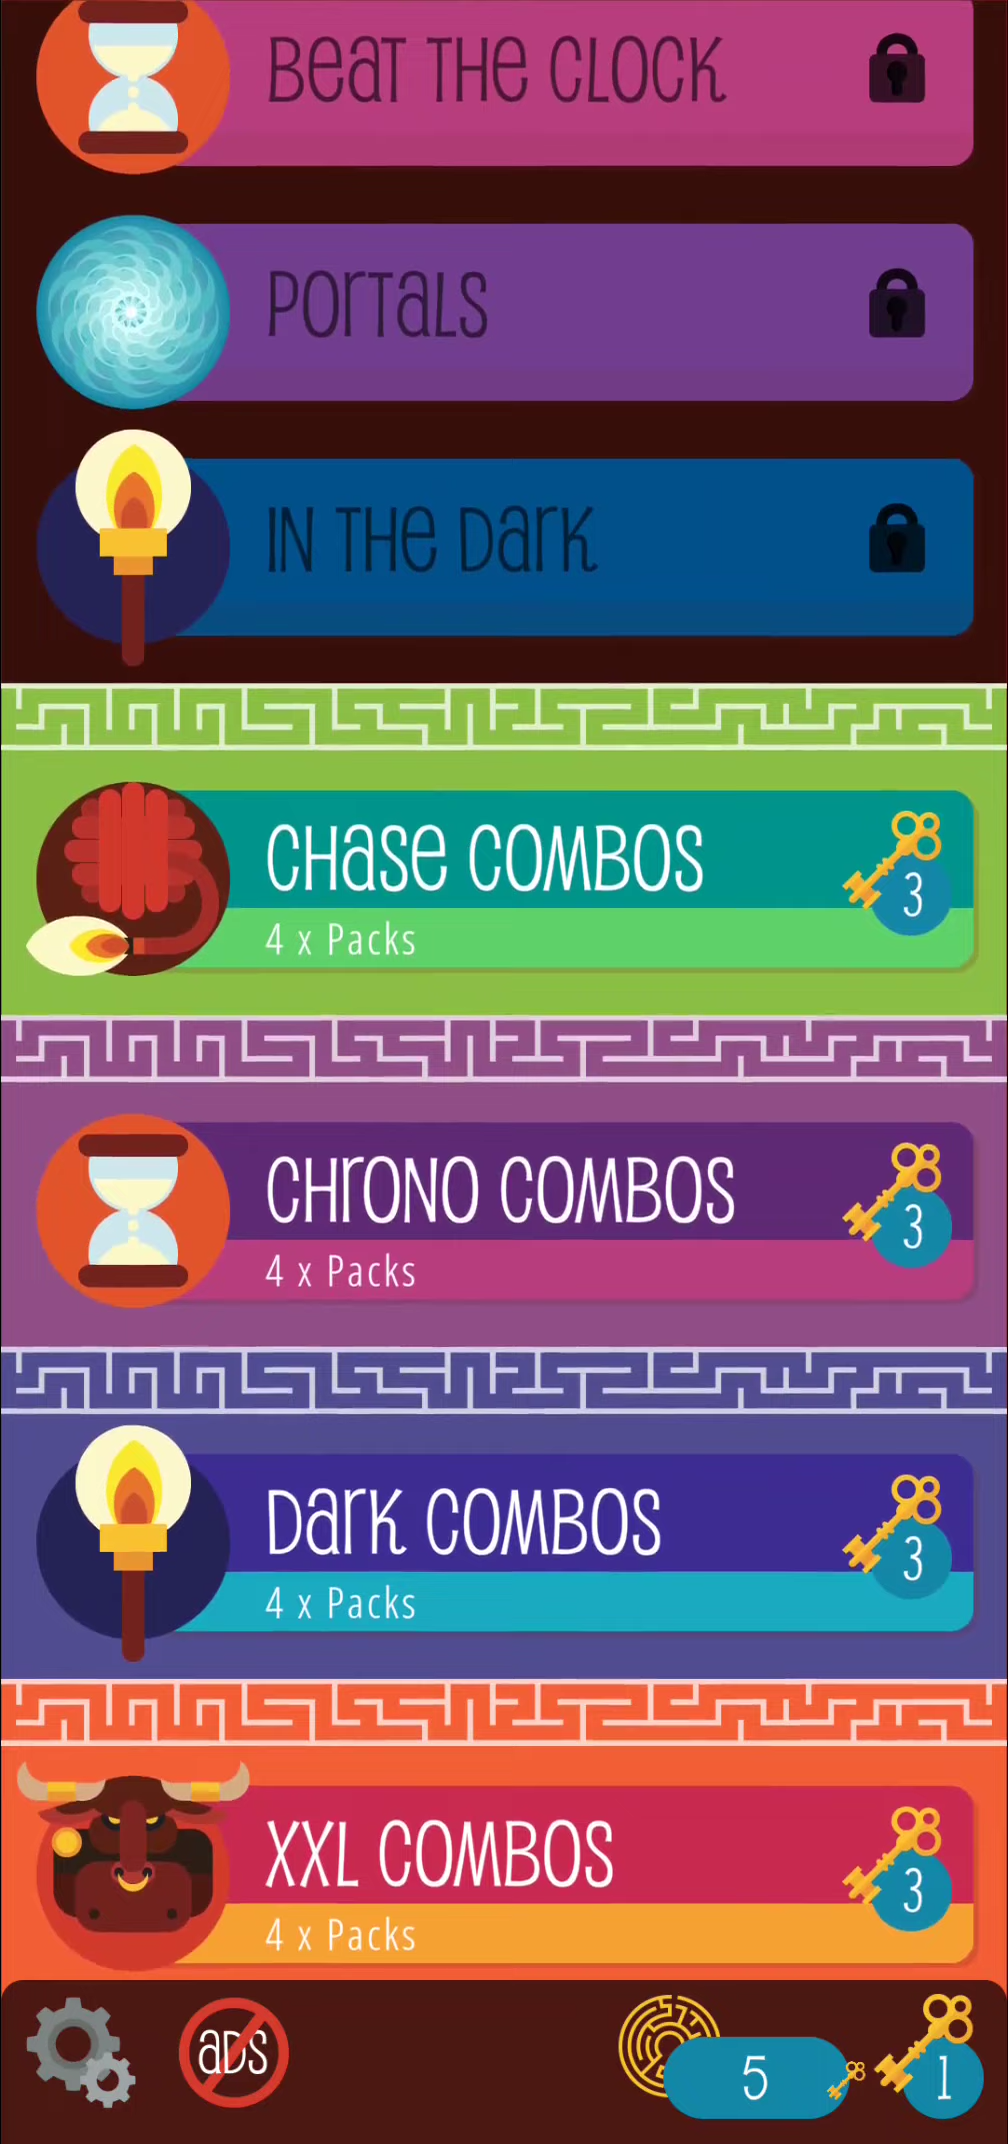 BEAT THE CLOCK
PORTALS
IN THE DARK
CHASE COMBOS
3
4 x Packs
CHRONO COMBOS
3
4 x Packs
DARK COMBOS
3
4 x Packs
XXL COMBOS
3
4 x Packs
ADS
5
1